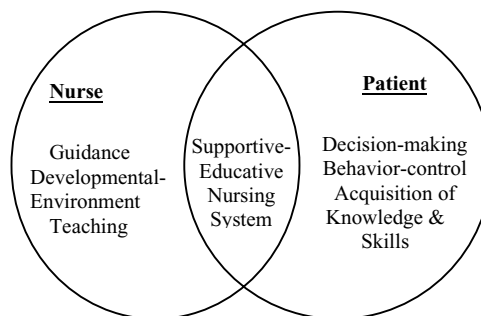 Nurse
Guidance
Developmental-
Environment
Teaching
Supportive-
Educative
Nursing
System
Patient
Decision-making
Behavior-control
Acquisition of
Knowledge &
Skills